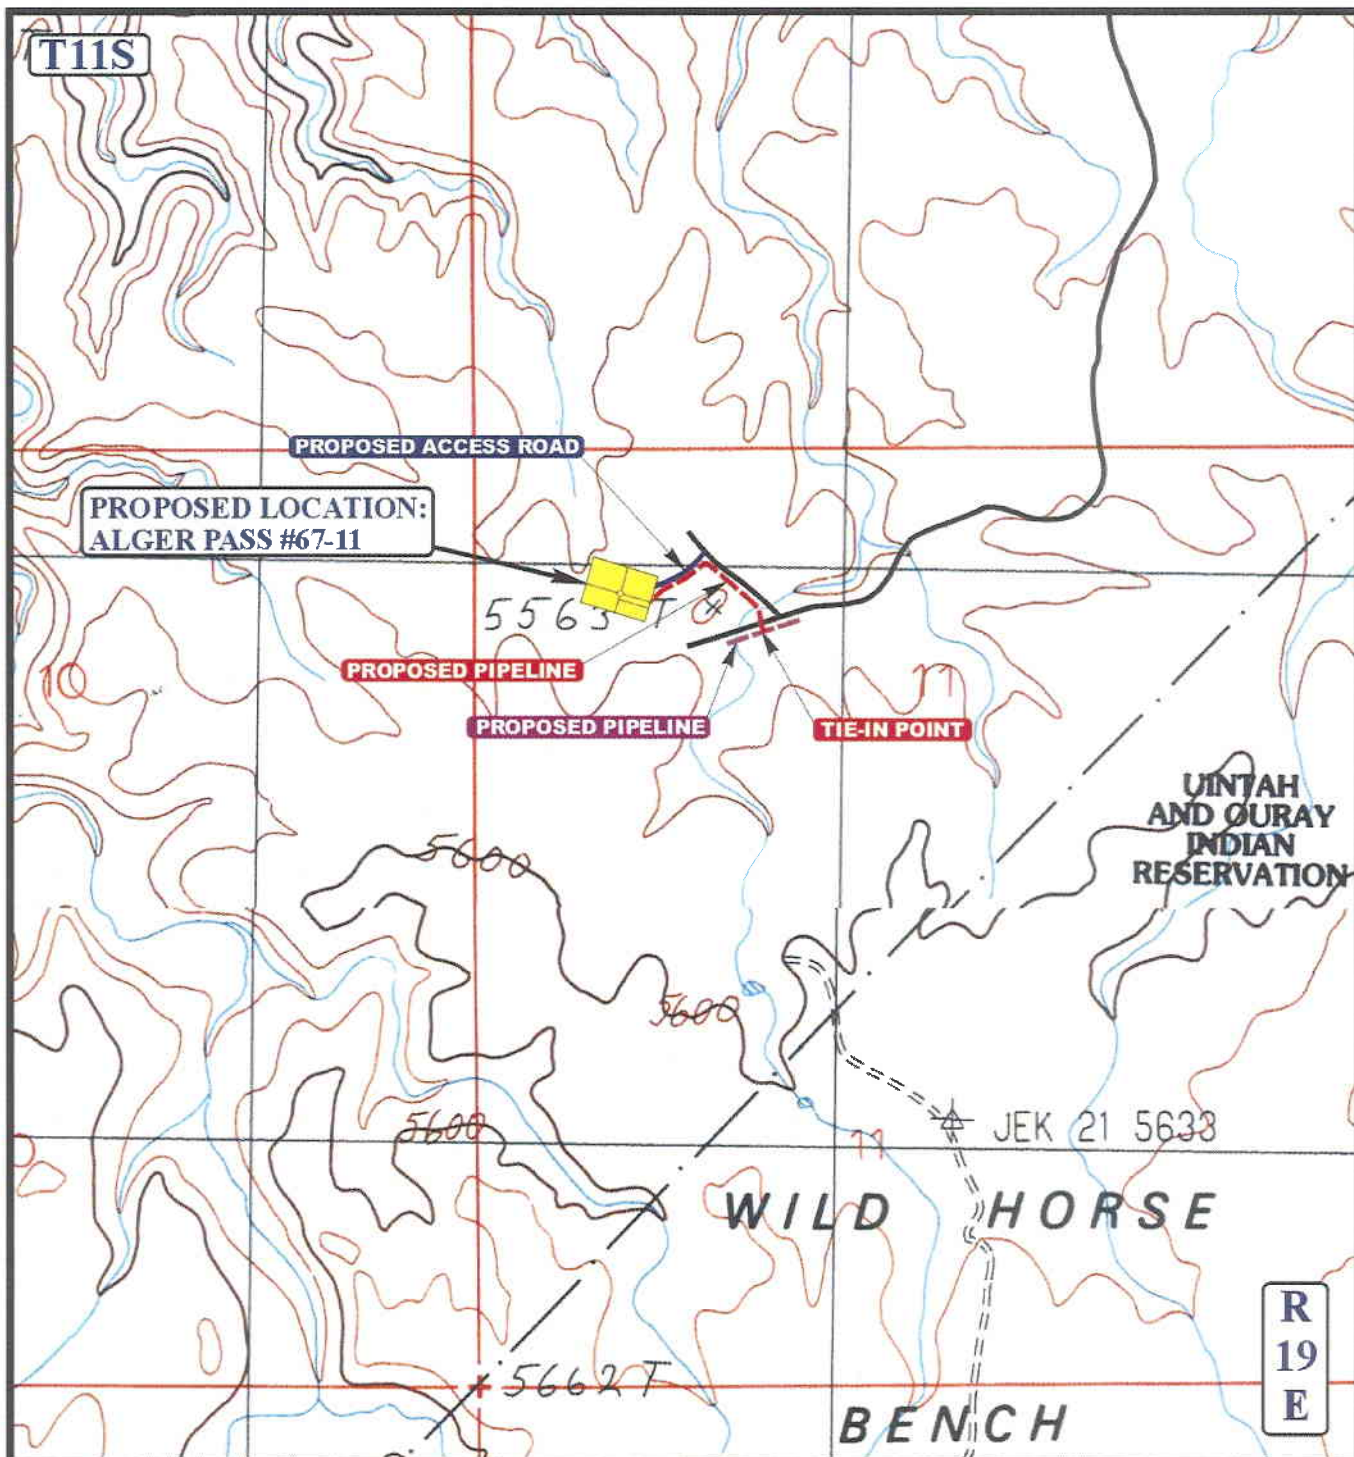 T11S
PROPOSED ACCESS ROAD
PROPOSED LOCATION:
ALGER PASS #67-11
5563 T
PROPOSED PIPELINE
10
11
PROPOSED PIPELINE
TIE-IN POINT
UINTAH
AND OURAY
INDIAN
RESERVATION
5600
5600
5600
11
JEK 21 5633
WILD HORSE
R
19
E
5662 T
BENCH